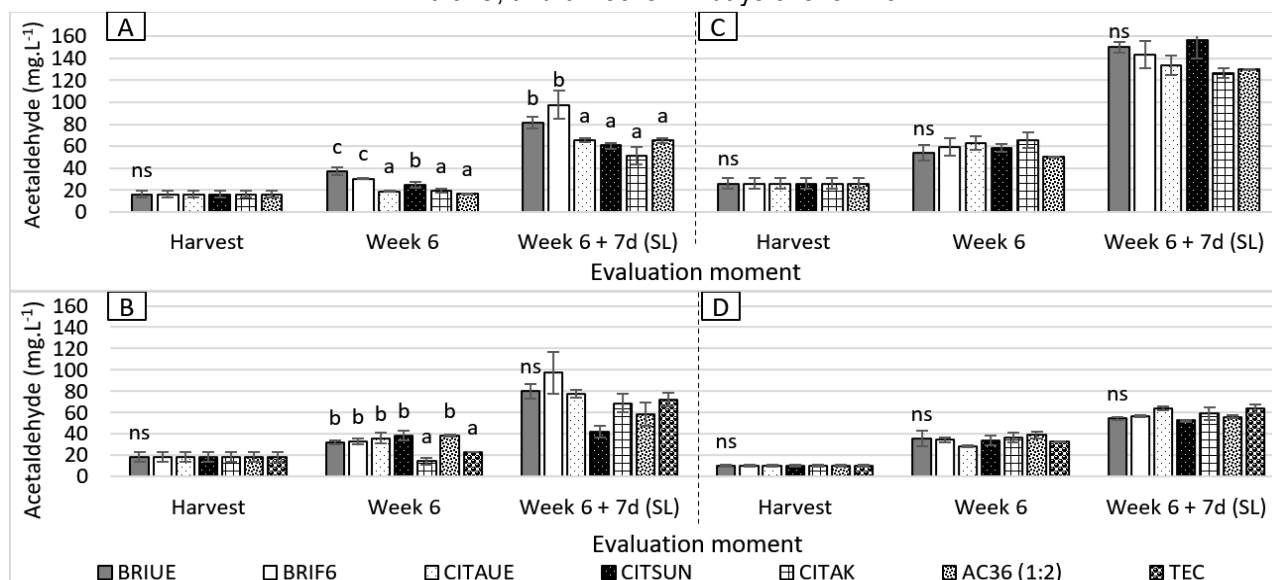 A
C
Acetaldehyde (mg.L-1)
160
140
120
100
80
60
40
20
0
ns
c
c
a
b
a
a
b
b
a
a
a
a
ns
ns
ns
Harvest
Week 6
Week 6 + 7d (SL)
Harvest
Week 6
Week 6 + 7d (SL)
Evaluation moment
B
D
Acetaldehyde (mg.L-1)
160
140
120
100
80
60
40
20
0
ns
b
b
b
b
a
b
a
ns
ns
ns
ns
Harvest
Week 6
Week 6 + 7d (SL)
Harvest
Week 6
Week 6 + 7d (SL)
Evaluation moment
BRIUE BRIF6 CITAUE CITSUN CITAK AC36 (1:2) TEC